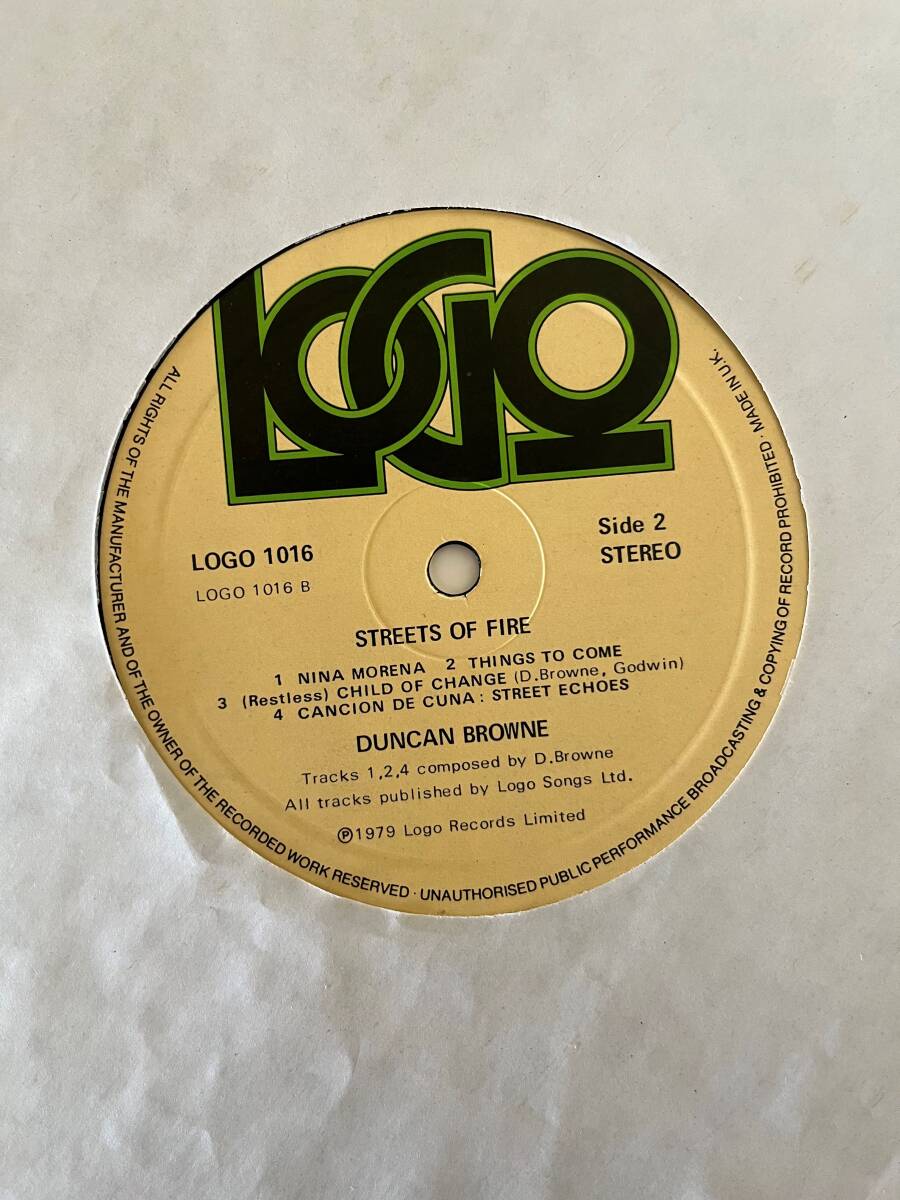 LOGO
LOGO 1016
LOGO 1016 B
Side 2
STEREO
STREETS OF FIRE
1 NINA MORENA 2 THINGS TO COME
3 (Restless) CHILD OF CHANGE (D.Browne, Godwin)
4 CANCION DE CUNA : STREET ECHOES
DUNCAN BROWNE
Tracks 1,2,4 composed by D.Browne
All tracks published by Logo Songs Ltd.
Ⓟ1979 Logo Records Limited
ALL RIGHTS OF THE MANUFACTURER AND OF THE OWNER OF THE RECORDED WORK RESERVED · UNAUTHORISED PUBLIC PERFORMANCE BROADCASTING & COPYING OF RECORD PROHIBITED · MADE IN U.K.